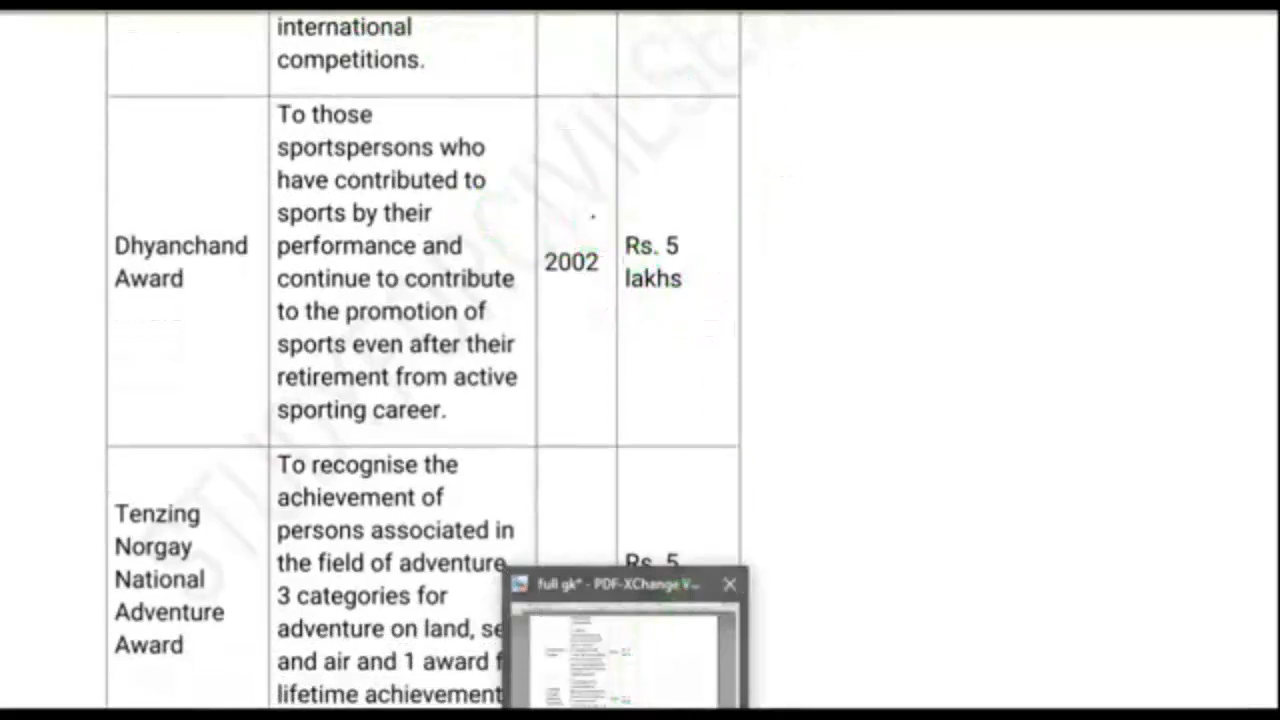 international
competitions.
Dhyanchand
Award
To those
sportspersons who
have contributed to
sports by their
performance and
continue to contribute
to the promotion of
sports even after their
retirement from active
sporting career.
2002
Rs. 5
lakhs
Tenzing
Norgay
National
Adventure
Award
To recognise the
achievement of
persons associated in
the field of adventure
3 categories for
adventure on land,
and air and 1 award
lifetime achievement
Rs. 5
full gk* - PDF-XChange V...